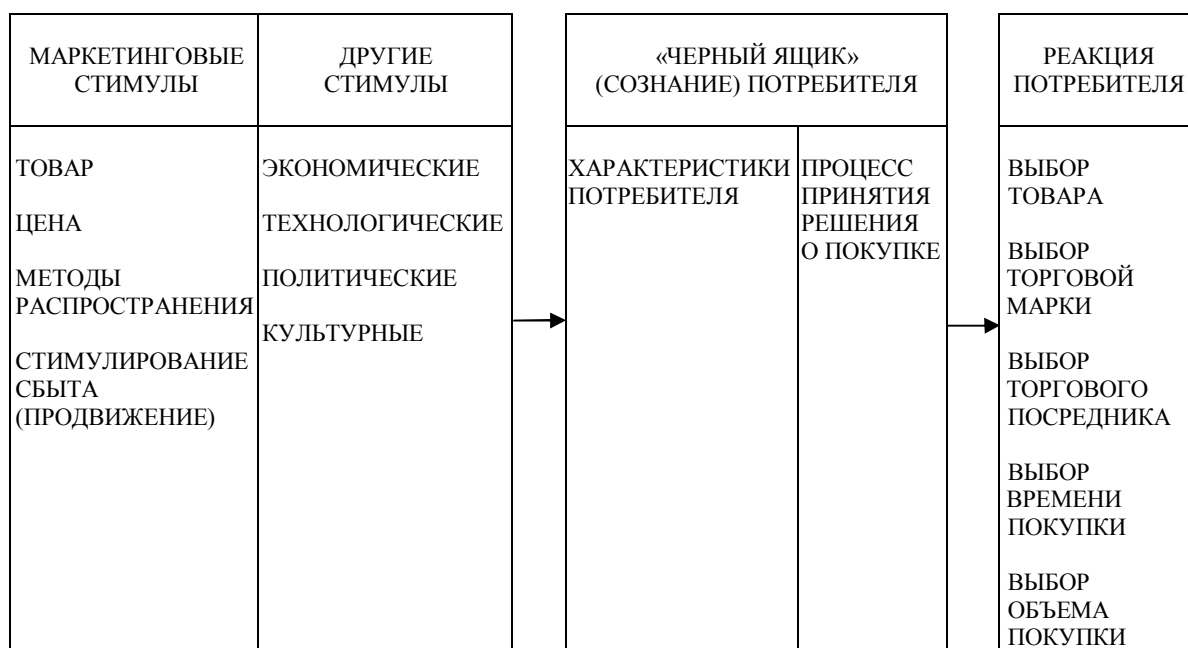 МАРКЕТИНГОВЫЕ
СТИМУЛЫ
ДРУГИЕ
СТИМУЛЫ
«ЧЕРНЫЙ ЯЩИК»
(СОЗНАНИЕ) ПОТРЕБИТЕЛЯ
РЕАКЦИЯ
ПОТРЕБИТЕЛЯ
ТОВАР
ЦЕНА
МЕТОДЫ
РАСПРОСТРАНЕНИЯ
СТИМУЛИРОВАНИЕ
СБЫТА
(ПРОДВИЖЕНИЕ)
ЭКОНОМИЧЕСКИЕ
ТЕХНОЛОГИЧЕСКИЕ
ПОЛИТИЧЕСКИЕ
КУЛЬТУРНЫЕ
ХАРАКТЕРИСТИКИ
ПОТРЕБИТЕЛЯ
ПРОЦЕСС
ПРИНЯТИЯ
РЕШЕНИЯ
О ПОКУПКЕ
ВЫБОР
ТОВАРА
ВЫБОР
ТОРГОВОЙ
МАРКИ
ВЫБОР
ТОРГОВОГО
ПОСРЕДНИКА
ВЫБОР
ВРЕМЕНИ
ПОКУПКИ
ВЫБОР
ОБЪЕМА
ПОКУПКИ